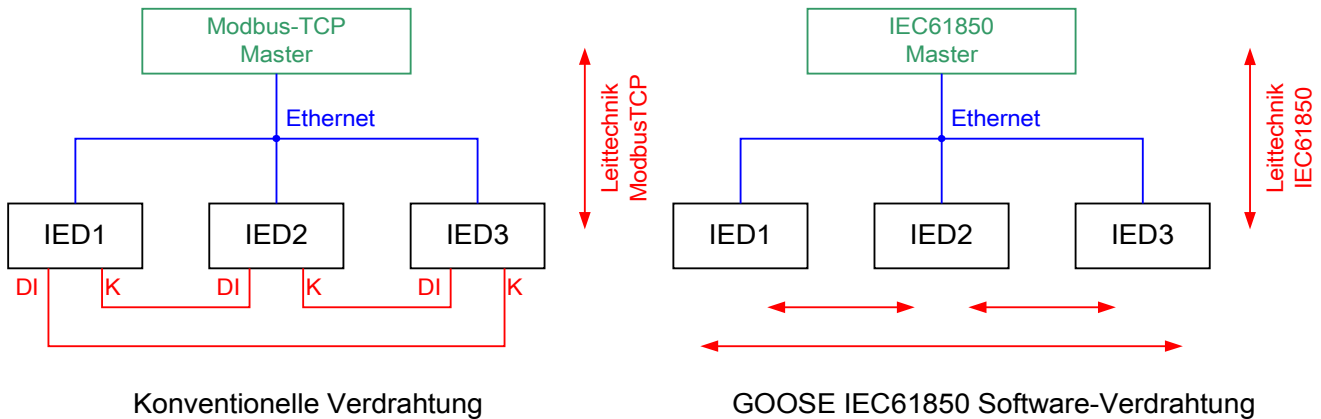 Modbus-TCP
Master
Ethernet
Leittechnik
ModbusTCP
IED1
IED2
IED3
DI
K
DI
K
DI
K
Konventionelle Verdrahtung
IEC61850
Master
Ethernet
Leittechnik
IEC61850
IED1
IED2
IED3
GOOSE IEC61850 Software-Verdrahtung